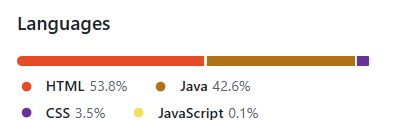 Languages
HTML 53.8% Java 42.6%
CSS 3.5% JavaScript 0.1%